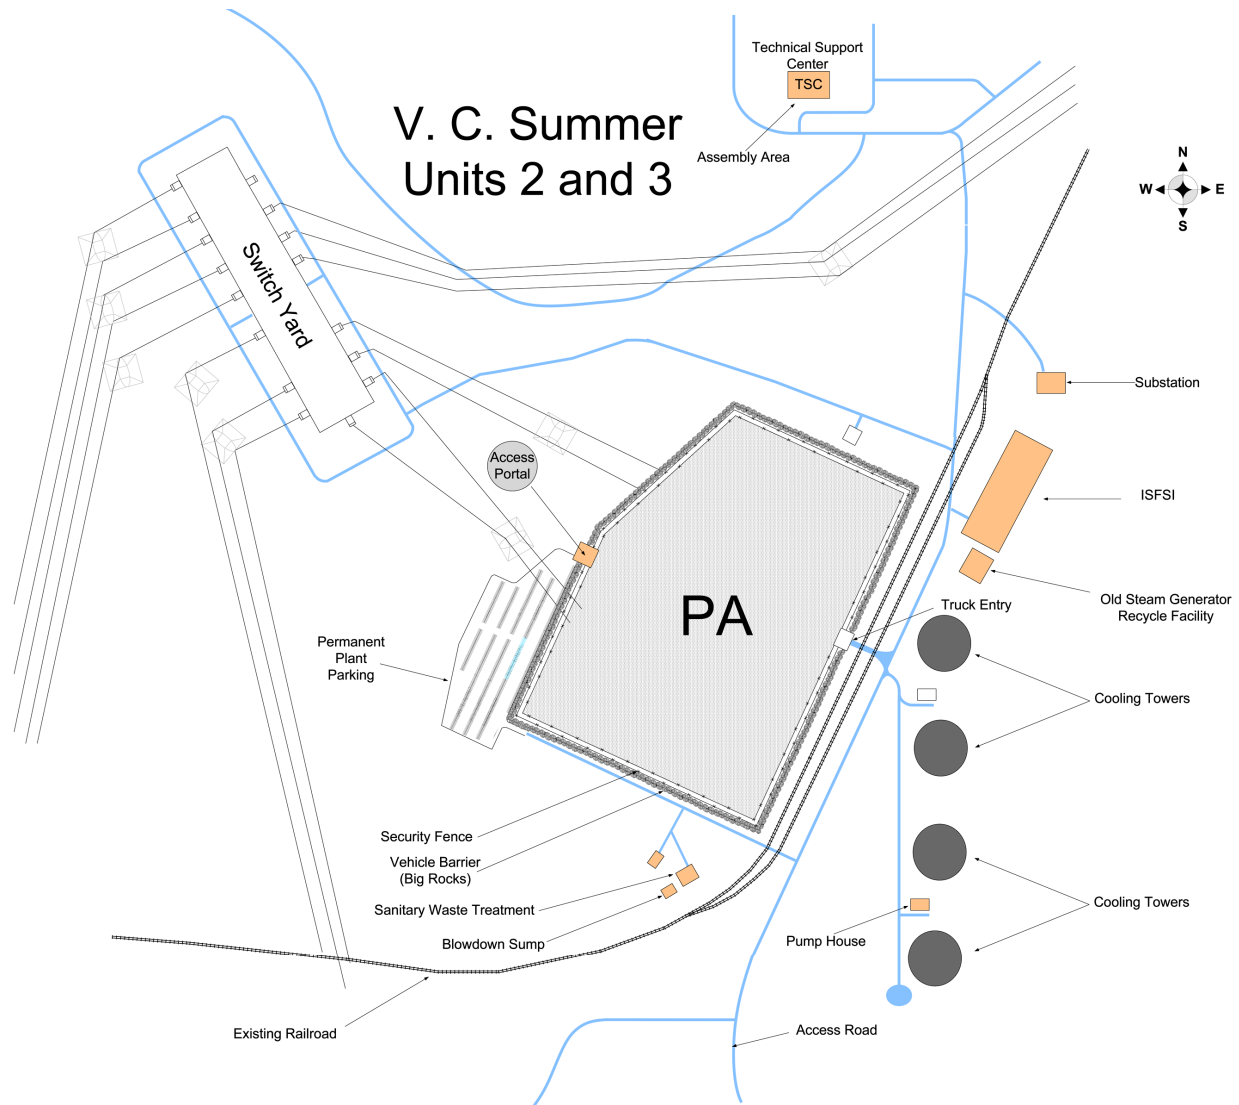 Technical Support
Center
TSC
V. C. Summer
Units 2 and 3
Assembly Area
N
W
E
S
Switch Yard
Substation
Access
Portal
ISFSI
PA
Truck Entry
Old Steam Generator
Recycle Facility
Permanent
Plant
Parking
Cooling Towers
Security Fence
Vehicle Barrier
(Big Rocks)
Sanitary Waste Treatment
Blowdown Sump
Pump House
Cooling Towers
Existing Railroad
Access Road